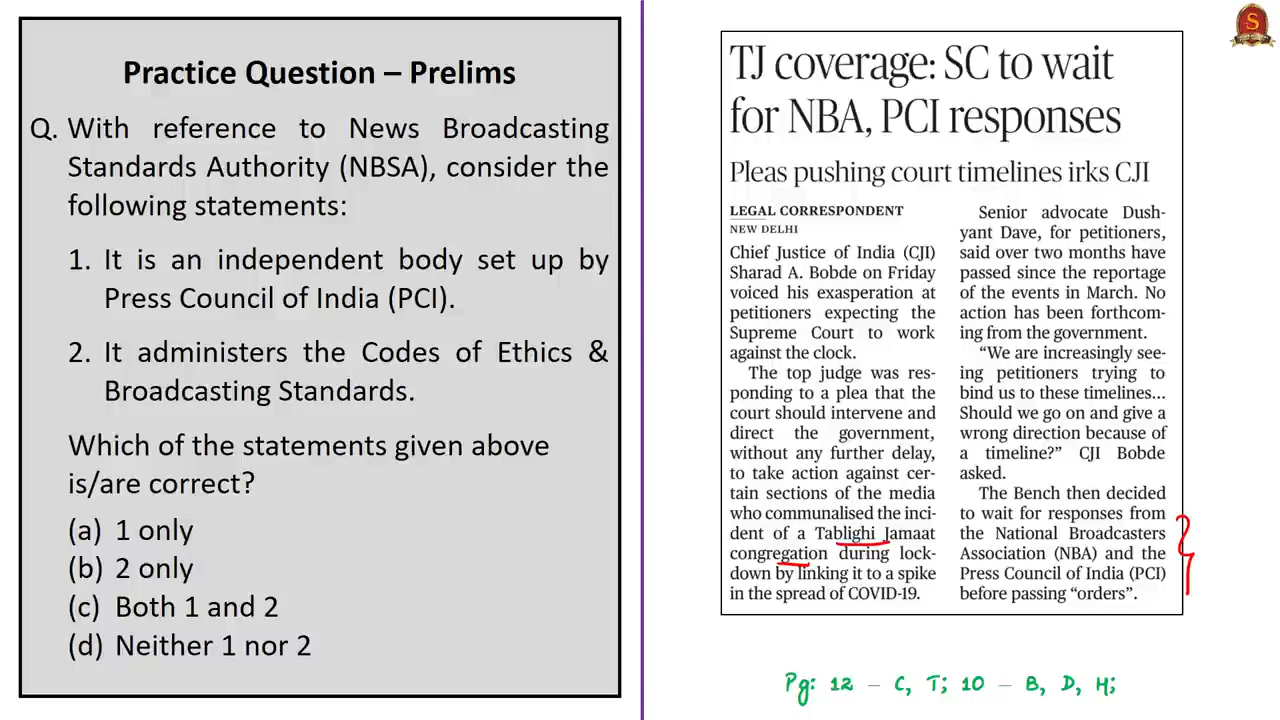 Practice Question – Prelims
Q. With reference to News Broadcasting
Standards Authority (NBSA), consider the
following statements:
1. It is an independent body set up by
Press Council of India (PCI).
2. It administers the Codes of Ethics &
Broadcasting Standards.
Which of the statements given above
is/are correct?
(a) 1 only
(b) 2 only
(c) Both 1 and 2
(d) Neither 1 nor 2
S
TJ coverage: SC to wait
for NBA, PCI responses
Pleas pushing court timelines irks CJI
LEGAL CORRESPONDENT
NEW DELHI
Chief Justice of India (CJI)
Sharad A. Bobde on Friday
voiced his exasperation at
petitioners expecting the
Supreme Court to work
against the clock.
The top judge was res-
ponding to a plea that the
court should intervene and
direct the government,
without any further delay,
to take action against cer-
tain sections of the media
who communalised the inci-
dent of a Tablighi Jamaat
congregation during lock-
down by linking it to a spike
in the spread of COVID-19.
Senior advocate Dush-
yant Dave, for petitioners,
said over two months have
passed since the reportage
of the events in March. No
action has been forthcom-
ing from the government.
“We are increasingly see-
ing petitioners trying to
bind us to these timelines...
Should we go on and give a
wrong direction because of
a timeline?” CJI Bobde
asked.
The Bench then decided
to wait for responses from
the National Broadcasters
Association (NBA) and the
Press Council of India (PCI)
before passing “orders”.
Pg: 12 – C, T; 10 – B, D, H;